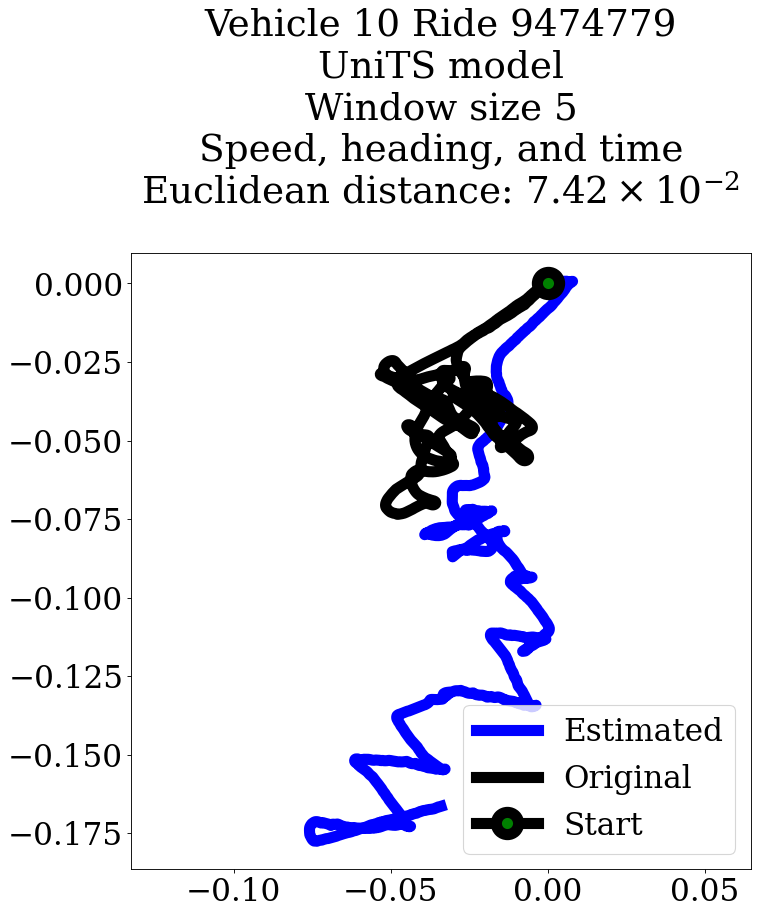 Vehicle 10 Ride 9474779
UniTS model
Window size 5
Speed, heading, and time
Euclidean distance: 7.42 × 10⁻²
0.000
−0.025
−0.050
−0.075
−0.100
−0.125
−0.150
−0.175
Estimated
Original
Start
−0.10 −0.05 0.00 0.05